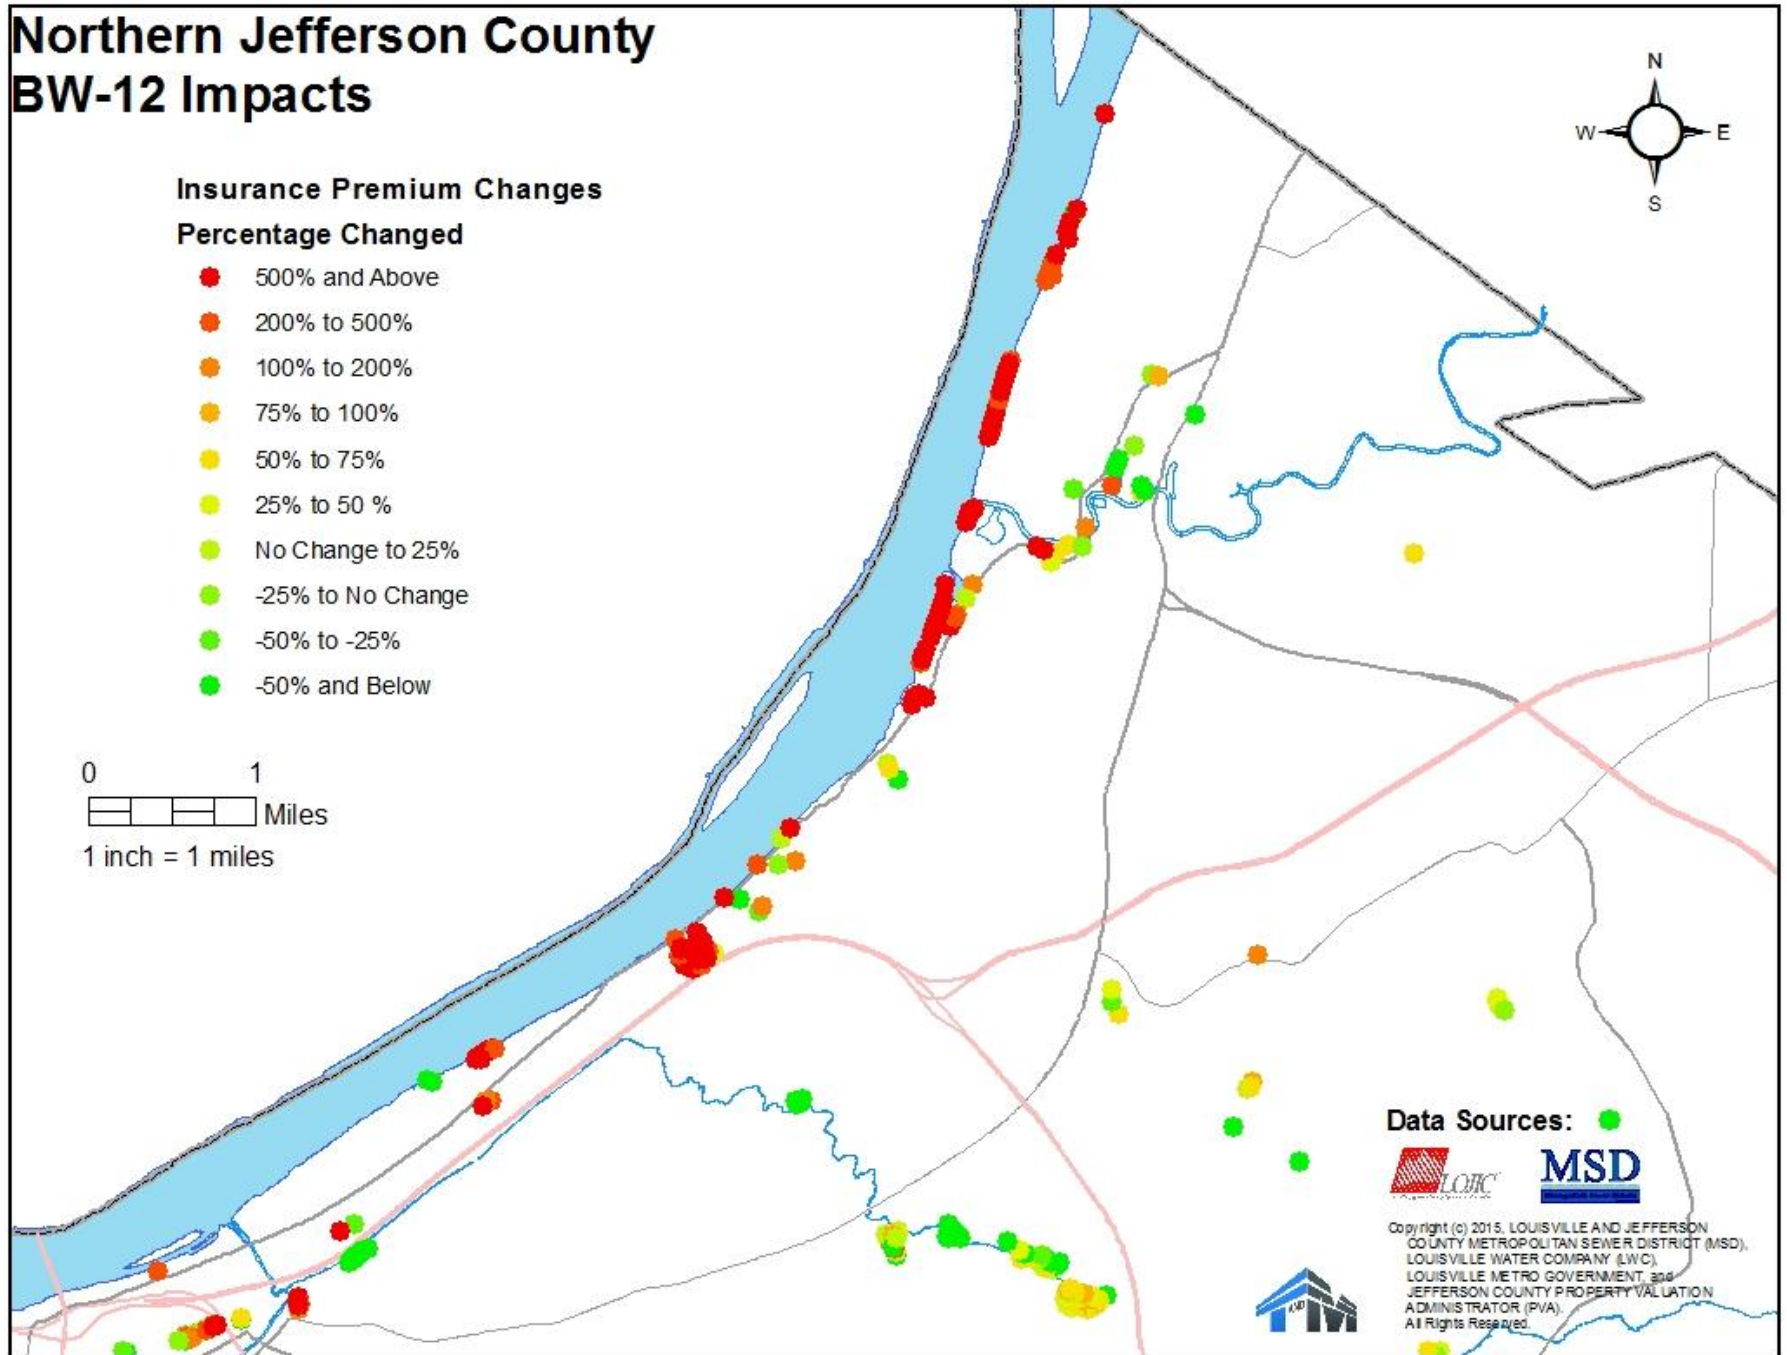 Northern Jefferson County
BW-12 Impacts
N
W
E
S
Insurance Premium Changes
Percentage Changed
500% and Above
200% to 500%
100% to 200%
75% to 100%
50% to 75%
25% to 50 %
No Change to 25%
-25% to No Change
-50% to -25%
-50% and Below
0 1
Miles
1 inch = 1 miles
Data Sources:
LOJIC
MSD
Copyright (c) 2015, LOUISVILLE AND JEFFERSON
COUNTY METROPOLITAN SEWER DISTRICT (MSD),
LOUISVILLE WATER COMPANY (LWC),
LOUISVILLE METRO GOVERNMENT, and
JEFFERSON COUNTY PROPERTY VALUATION
ADMINISTRATOR (PVA).
All Rights Reserved.